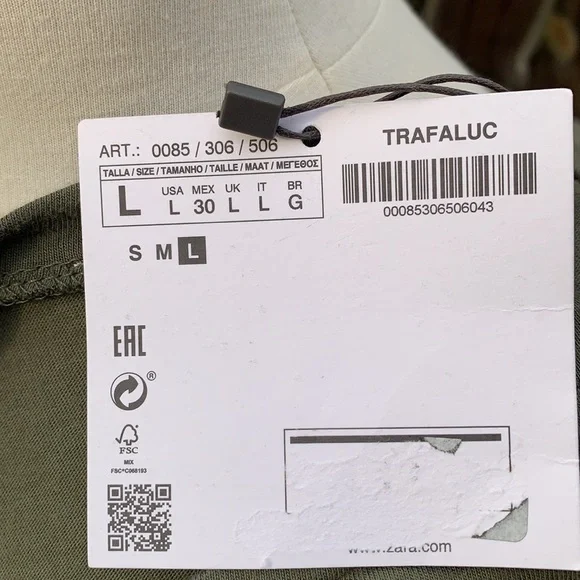 ART.: 0085 / 306 / 506
TRAFALUC
TALLA / SIZE / TAMANHO / TAILLE / MAAT / ΜΕΓΕΘΟΣ
L
USA MEX UK IT BR
L 30 L L G
00085306506043
S M L
EAC
®
FSC
MIX
FSC®C068193
www.zara.com